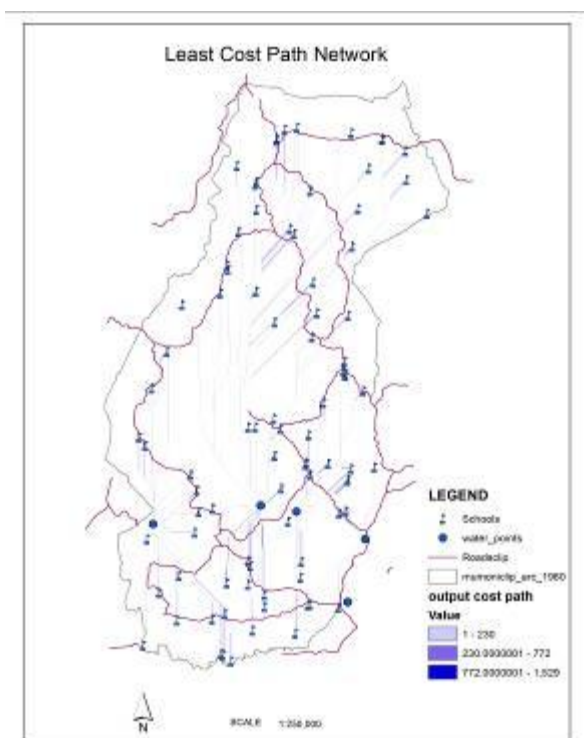 Least Cost Path Network
LEGEND
Schools
water_points
Roadsclip
mumoniclip_arc_1960
output cost path
Value
1 - 230
230.0000001 - 772
772.0000001 - 1,529
N
SCALE 1:250,000